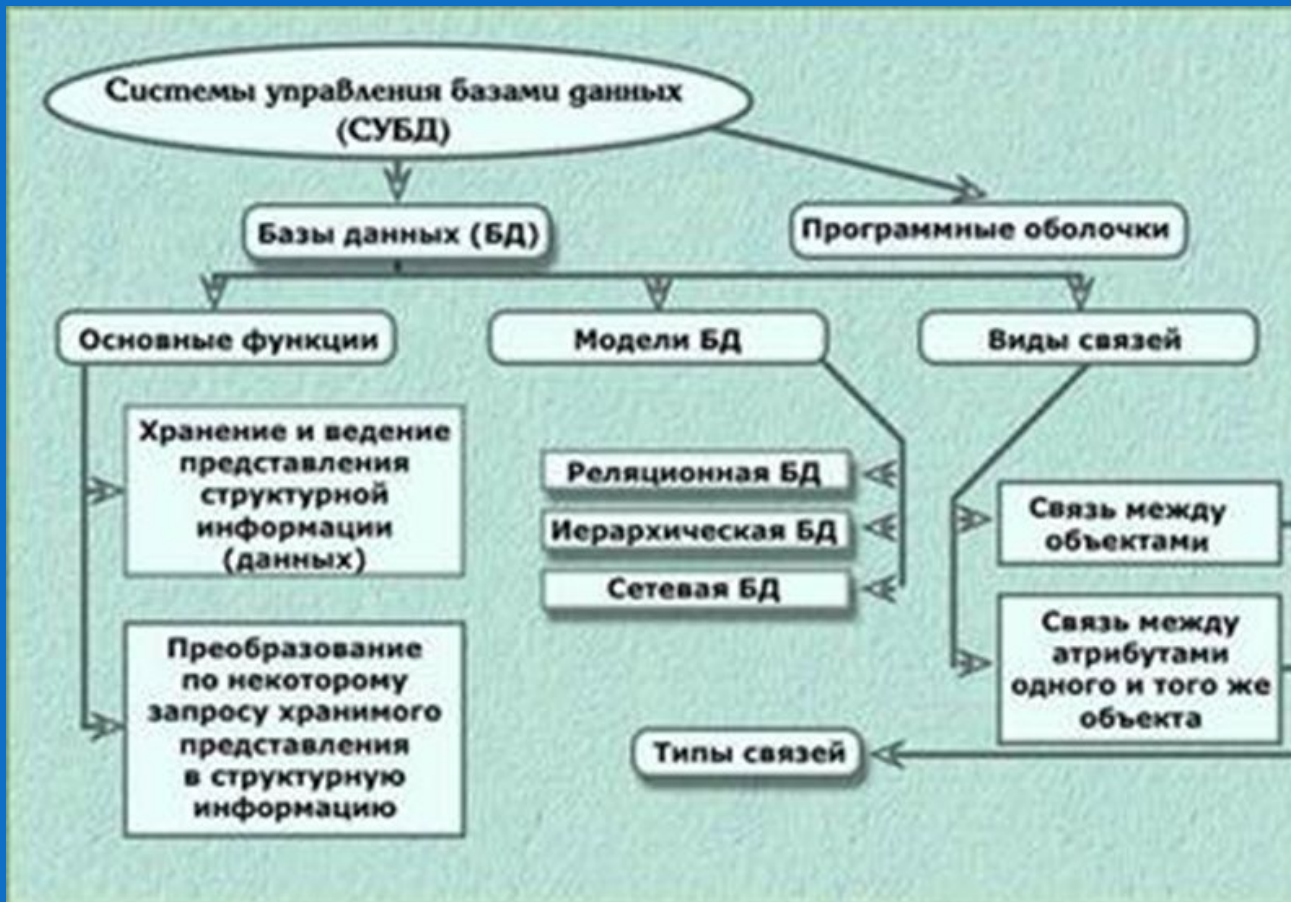 Системы управления базами данных
(СУБД)
Базы данных (БД)
Программные оболочки
Основные функции
Модели БД
Виды связей
Хранение и ведение
представления
структурной
информации
(данных)
Преобразование
по некоторому
запросу хранимого
представления
в структурную
информацию
Реляционная БД
Иерархическая БД
Сетевая БД
Связь между
объектами
Связь между
атрибутами
одного и того же
объекта
Типы связей